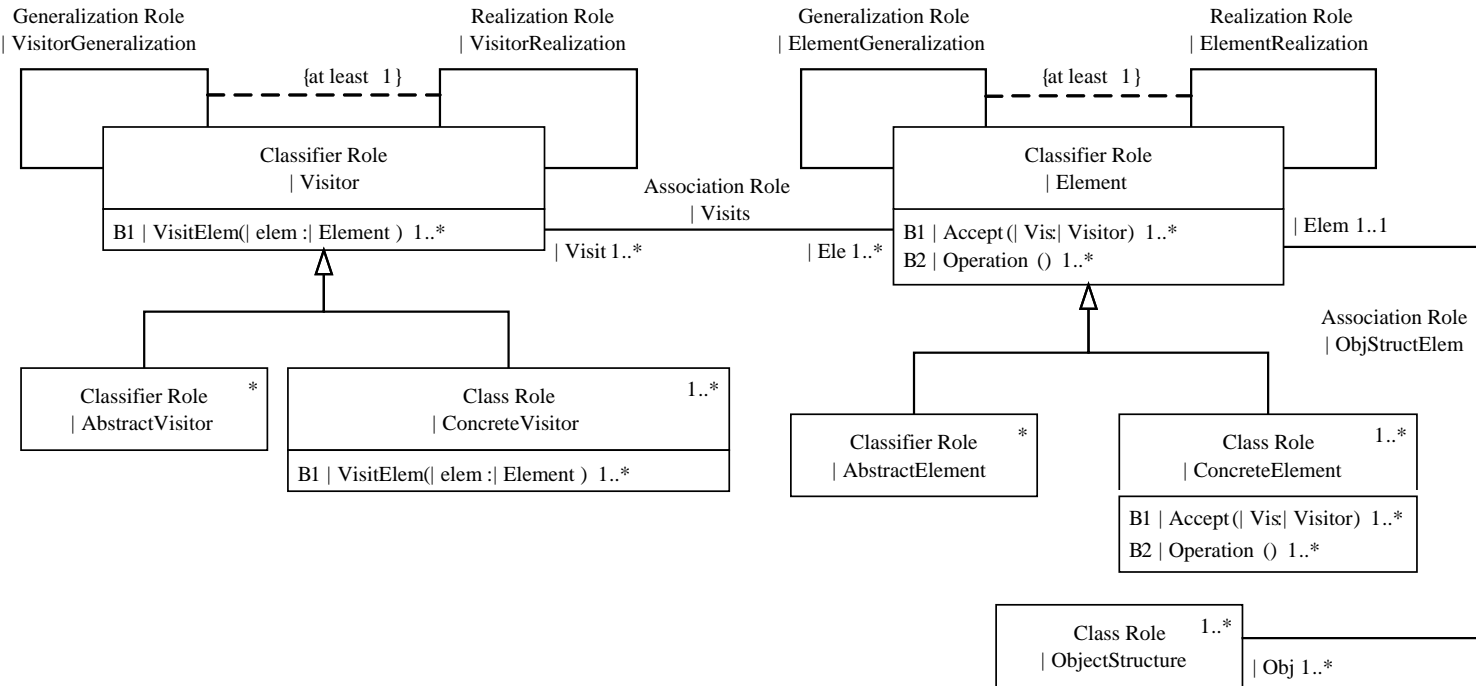 Generalization Role
| VisitorGeneralization
Realization Role
| VisitorRealization
Generalization Role
| ElementGeneralization
Realization Role
| ElementRealization
{at least 1}
{at least 1}
Classifier Role
| Visitor
B1 | VisitElem(| elem :| Element ) 1..*
Association Role
| Visits
| Visit 1..*
| Ele 1..*
Classifier Role
| Element
B1 | Accept(| Vis:| Visitor) 1..*
B2 | Operation () 1..*
| Elem 1..1
Association Role
| ObjStructElem
Classifier Role *
| AbstractVisitor
Class Role 1..*
| ConcreteVisitor
B1 | VisitElem(| elem :| Element ) 1..*
Classifier Role *
| AbstractElement
Class Role 1..*
| ConcreteElement
B1 | Accept(| Vis:| Visitor) 1..*
B2 | Operation () 1..*
Class Role 1..*
| ObjectStructure
| Obj 1..*